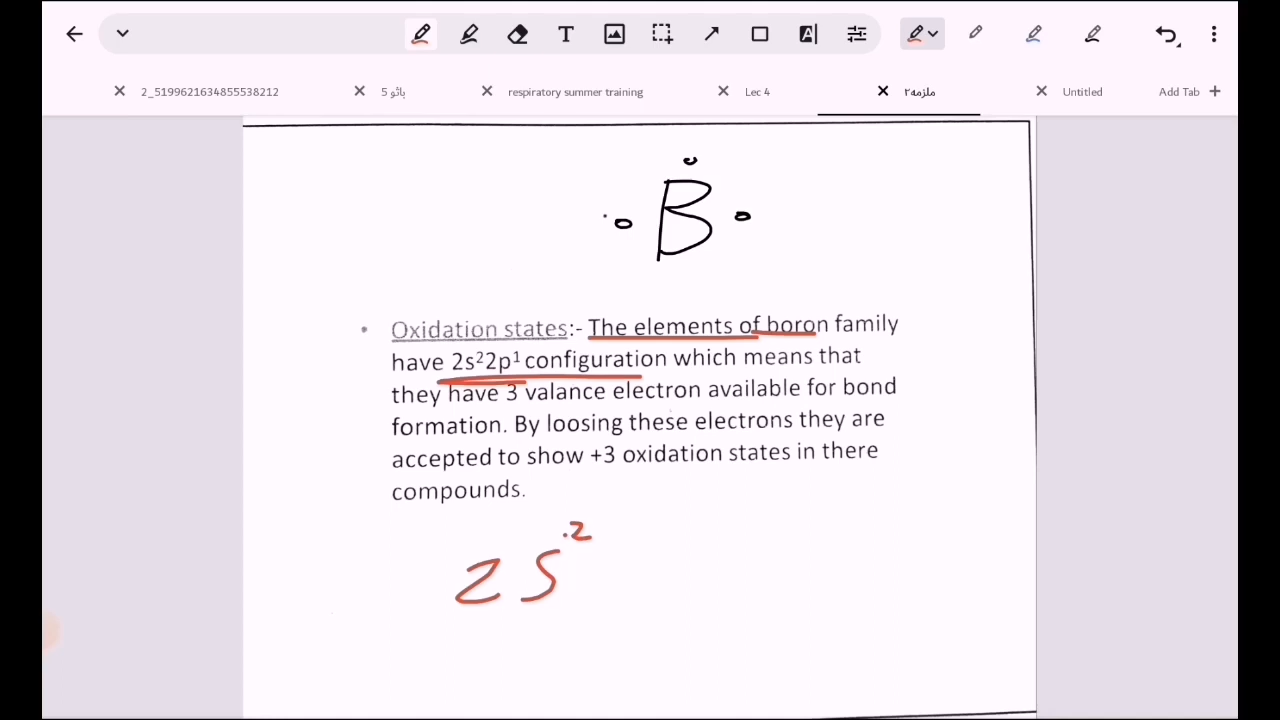 2_5199621634855538212
باثو 5
respiratory summer training
Lec 4
ملزمه٢
Untitled
Add Tab +
B
• Oxidation states:- The elements of boron family
have 2s²2p¹ configuration which means that
they have 3 valance electron available for bond
formation. By loosing these electrons they are
accepted to show +3 oxidation states in there
compounds.
2 S²